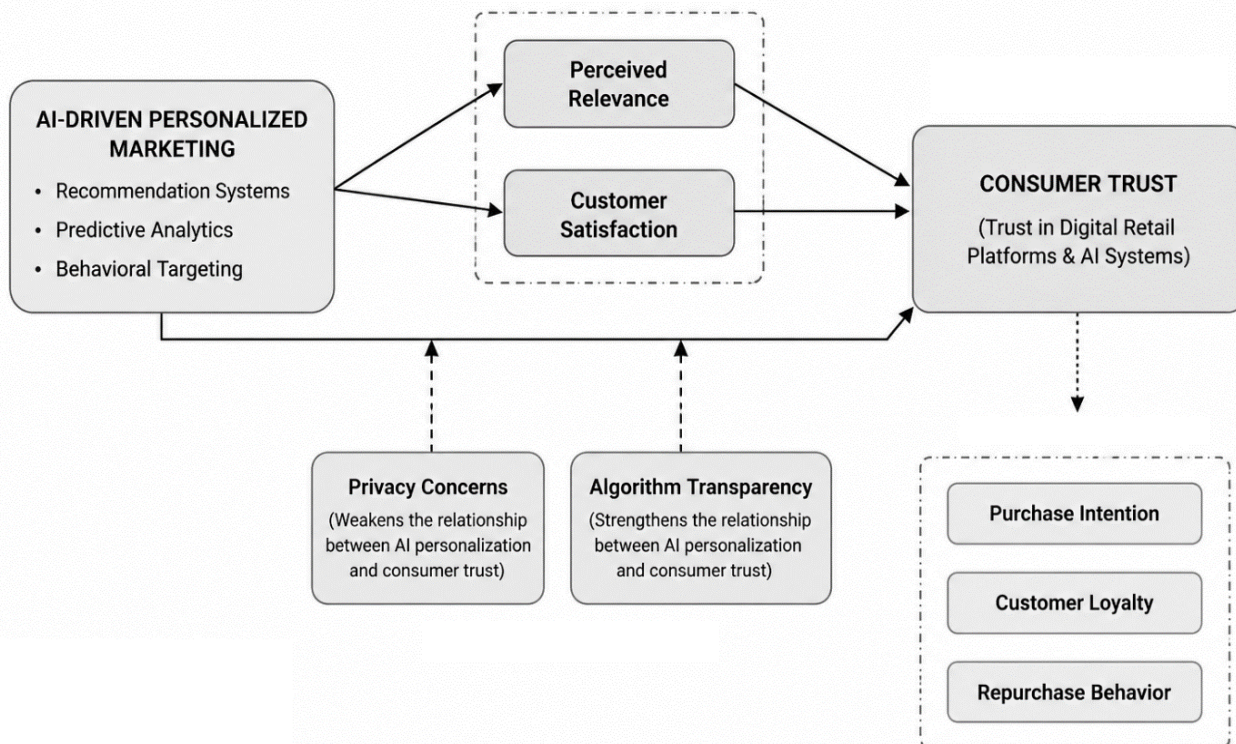 AI-DRIVEN PERSONALIZED
MARKETING
• Recommendation Systems
• Predictive Analytics
• Behavioral Targeting
Perceived
Relevance
Customer
Satisfaction
CONSUMER TRUST
(Trust in Digital Retail
Platforms & AI Systems)
Privacy Concerns
(Weakens the relationship
between AI personalization
and consumer trust)
Algorithm Transparency
(Strengthens the relationship
between AI personalization
and consumer trust)
Purchase Intention
Customer Loyalty
Repurchase Behavior